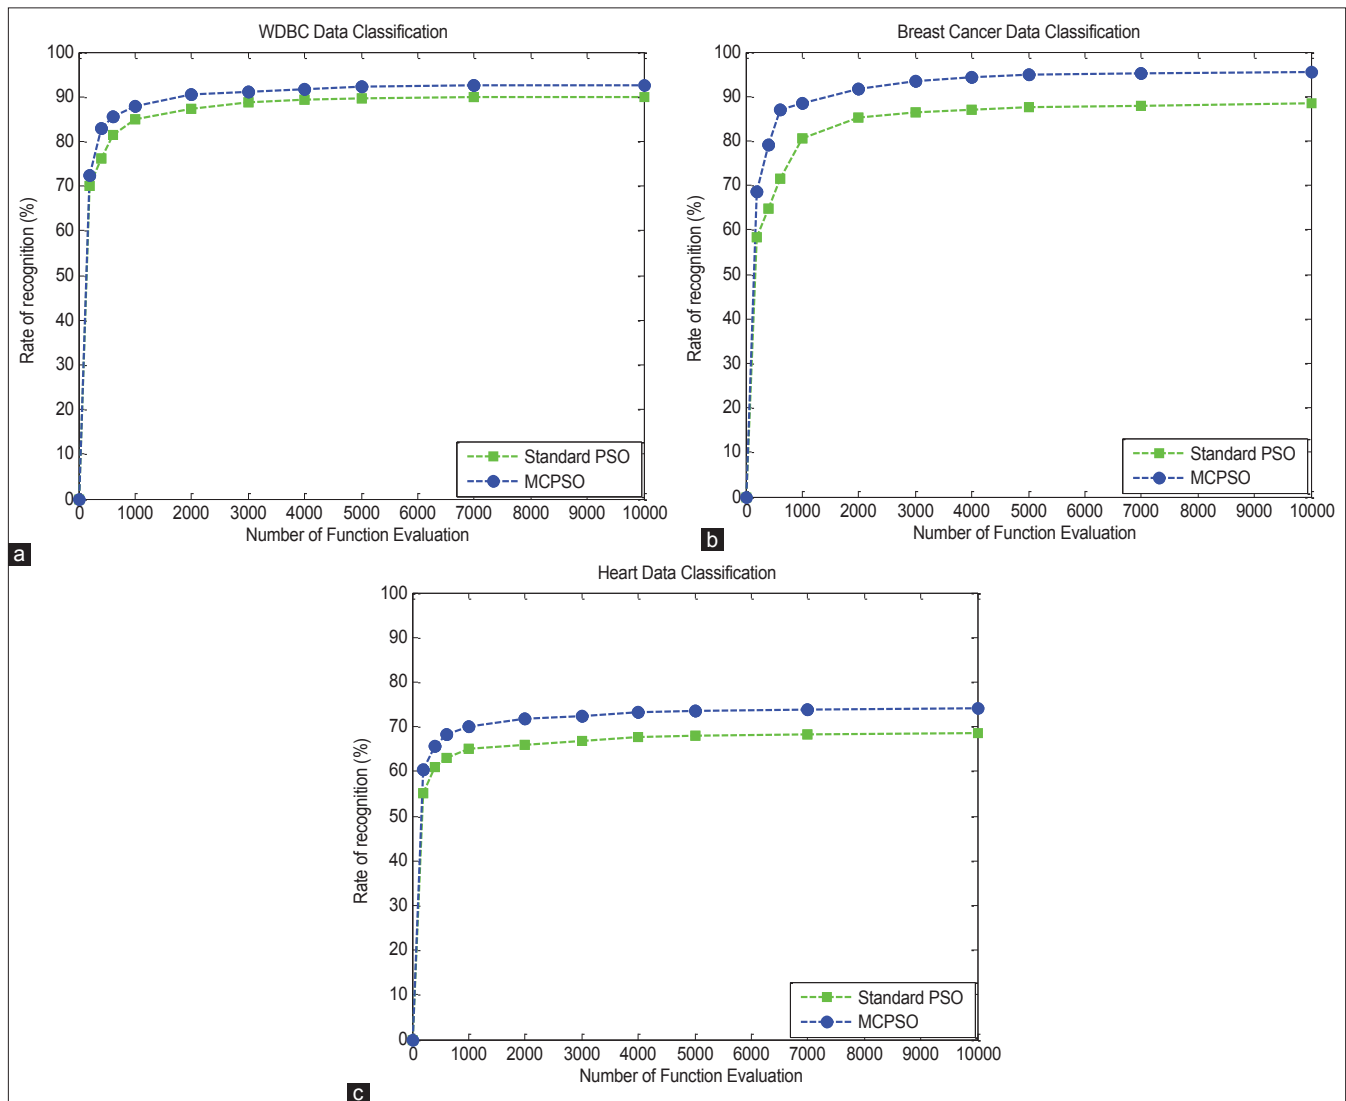 WDBC Data Classification
100
90
80
70
60
50
40
30
20
10
0
Rate of recognition (%)
Standard PSO
MCPSO
0 1000 2000 3000 4000 5000 6000 7000 8000 9000 10000
Number of Function Evaluation
a
Breast Cancer Data Classification
100
90
80
70
60
50
40
30
20
10
0
Rate of recognition (%)
Standard PSO
MCPSO
0 1000 2000 3000 4000 5000 6000 7000 8000 9000 10000
Number of Function Evaluation
b
Heart Data Classification
100
90
80
70
60
50
40
30
20
10
0
Rate of recognition (%)
Standard PSO
MCPSO
0 1000 2000 3000 4000 5000 6000 7000 8000 9000 10000
Number of Function Evaluation
c